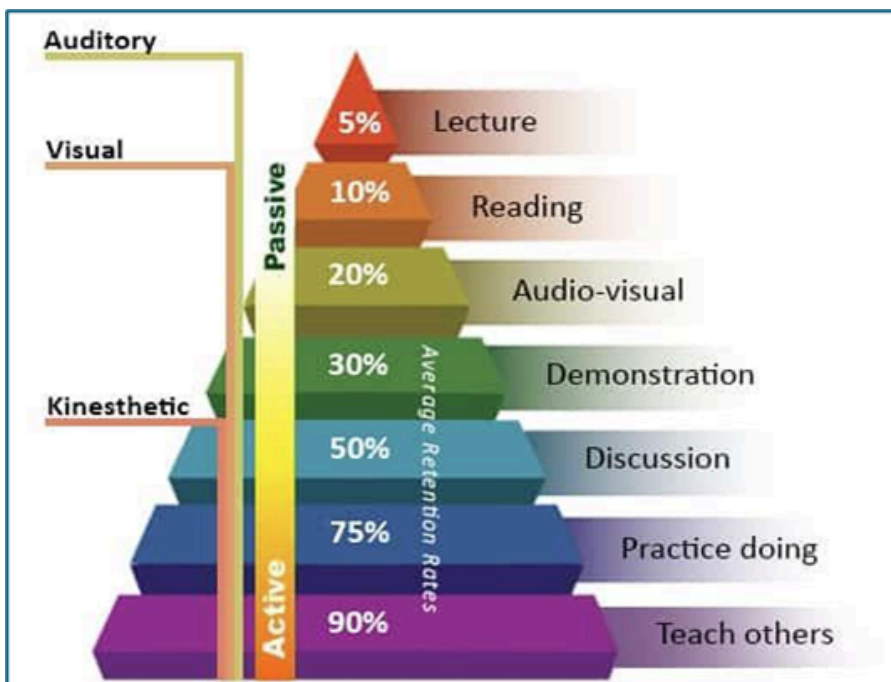 Auditory
5%
Lecture
Visual
Passive
10%
Reading
20%
Audio-visual
30%
Demonstration
Average Retention Rates
Kinesthetic
50%
Discussion
75%
Practice doing
Active
90%
Teach others